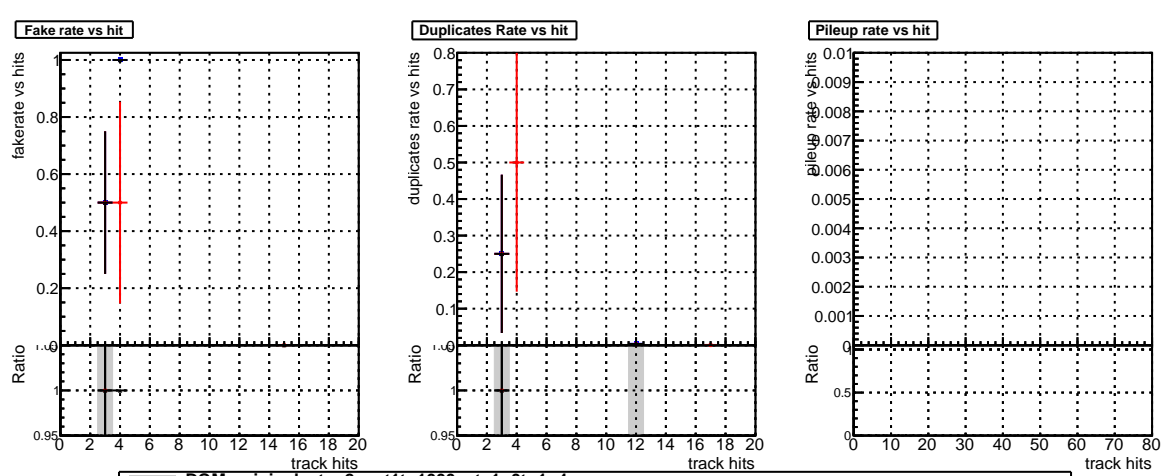 Fake rate vs hit
fakerate vs hits
1
0.8
0.6
0.4
0.2
0
Ratio
1
0.95
0 2 4 6 8 10 12 14 16 18 20
track hits
Duplicates Rate vs hit
duplicates rate vs hits
0.8
0.7
0.6
0.5
0.4
0.3
0.2
0.1
0
Ratio
1
0.95
0 2 4 6 8 10 12 14 16 18 20
track hits
Pileup rate vs hit
pileup rate vs hits
0.01
0.009
0.008
0.007
0.006
0.005
0.004
0.003
0.002
0.001
0
Ratio
1
0.5
0
0 10 20 30 40 50 60 70 80
track hits